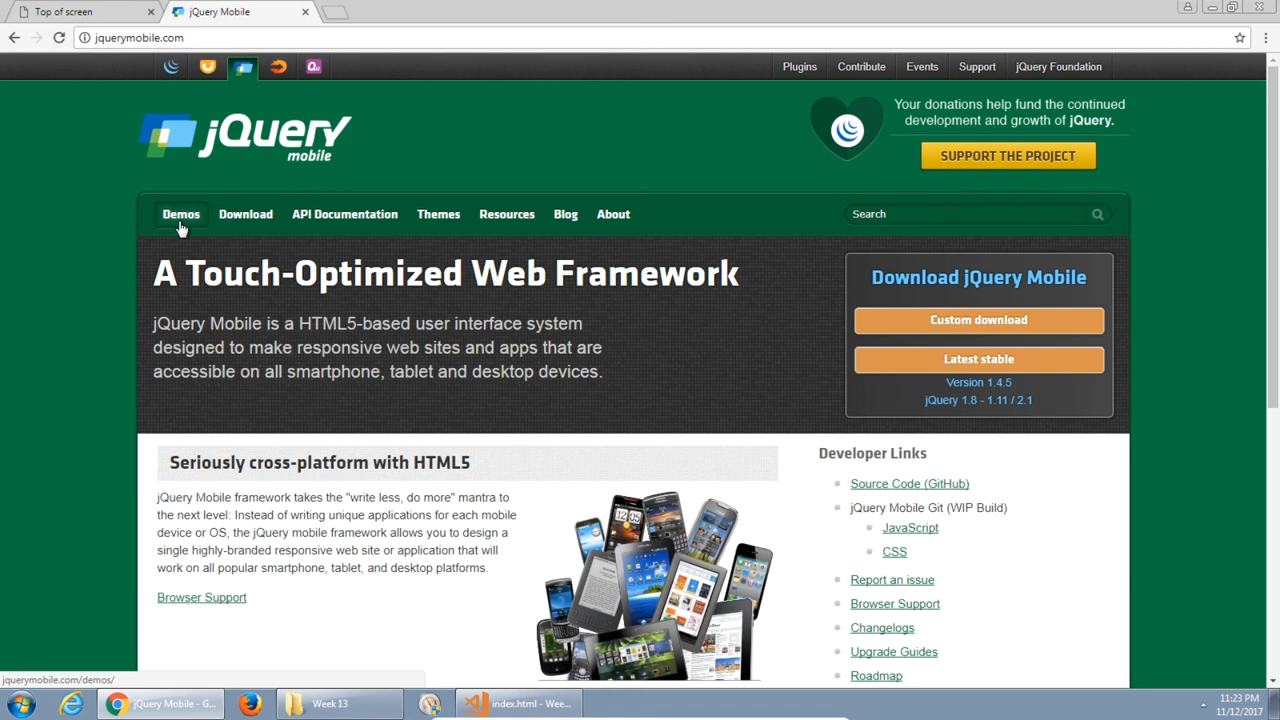 Top of screen
jQuery Mobile
jquerymobile.com
Plugins
Contribute
Events
Support
jQuery Foundation
jQuery
mobile
Your donations help fund the continued
development and growth of jQuery.
SUPPORT THE PROJECT
Demos
Download
API Documentation
Themes
Resources
Blog
About
Search
A Touch-Optimized Web Framework
jQuery Mobile is a HTML5-based user interface system
designed to make responsive web sites and apps that are
accessible on all smartphone, tablet and desktop devices.
Download jQuery Mobile
Custom download
Latest stable
Version 1.4.5
jQuery 1.8 - 1.11 / 2.1
Seriously cross-platform with HTML5
jQuery Mobile framework takes the "write less, do more" mantra to
the next level: Instead of writing unique applications for each mobile
device or OS, the jQuery mobile framework allows you to design a
single highly-branded responsive web site or application that will
work on all popular smartphone, tablet, and desktop platforms.
Browser Support
Developer Links
Source Code (GitHub)
jQuery Mobile Git (WIP Build)
JavaScript
CSS
Report an issue
Browser Support
Changelogs
Upgrade Guides
Roadmap
jquerymobile.com/demos/
jQuery Mobile - G...
Week 13
index.html - Wee...
11:23 PM
11/12/2017